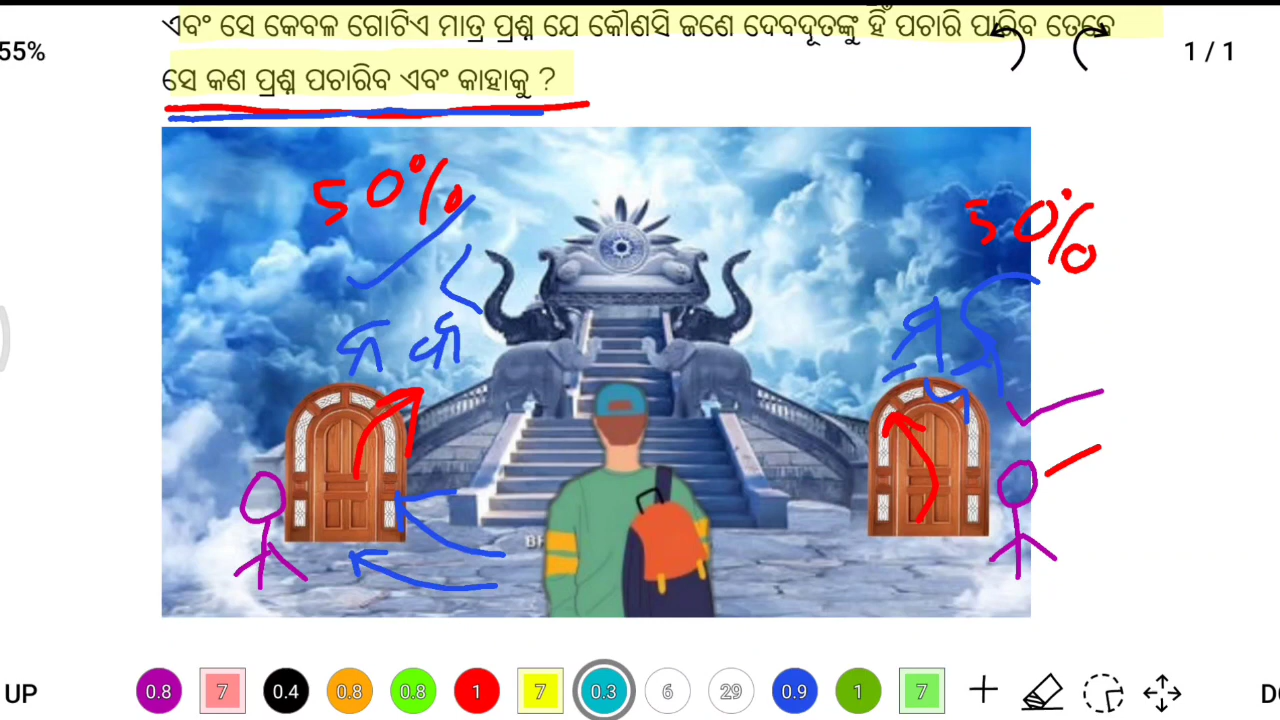 ଏବଂ ସେ କେବଳ ଗୋଟିଏ ମାତ୍ର ପ୍ରଶ୍ନ ଯେ କୌଣସି ଜଣେ ଦେବଦୂତଙ୍କୁ ହିଁ ପଚାରି ପାରିବ ତେବେ
55%
1 / 1
ସେ କଣ ପ୍ରଶ୍ନ ପଚାରିବ ଏବଂ କାହାକୁ ?
50%
50%
UP
0.8 7 0.4 0.8 0.8 1 7 0.3 6 29 0.9 1 7